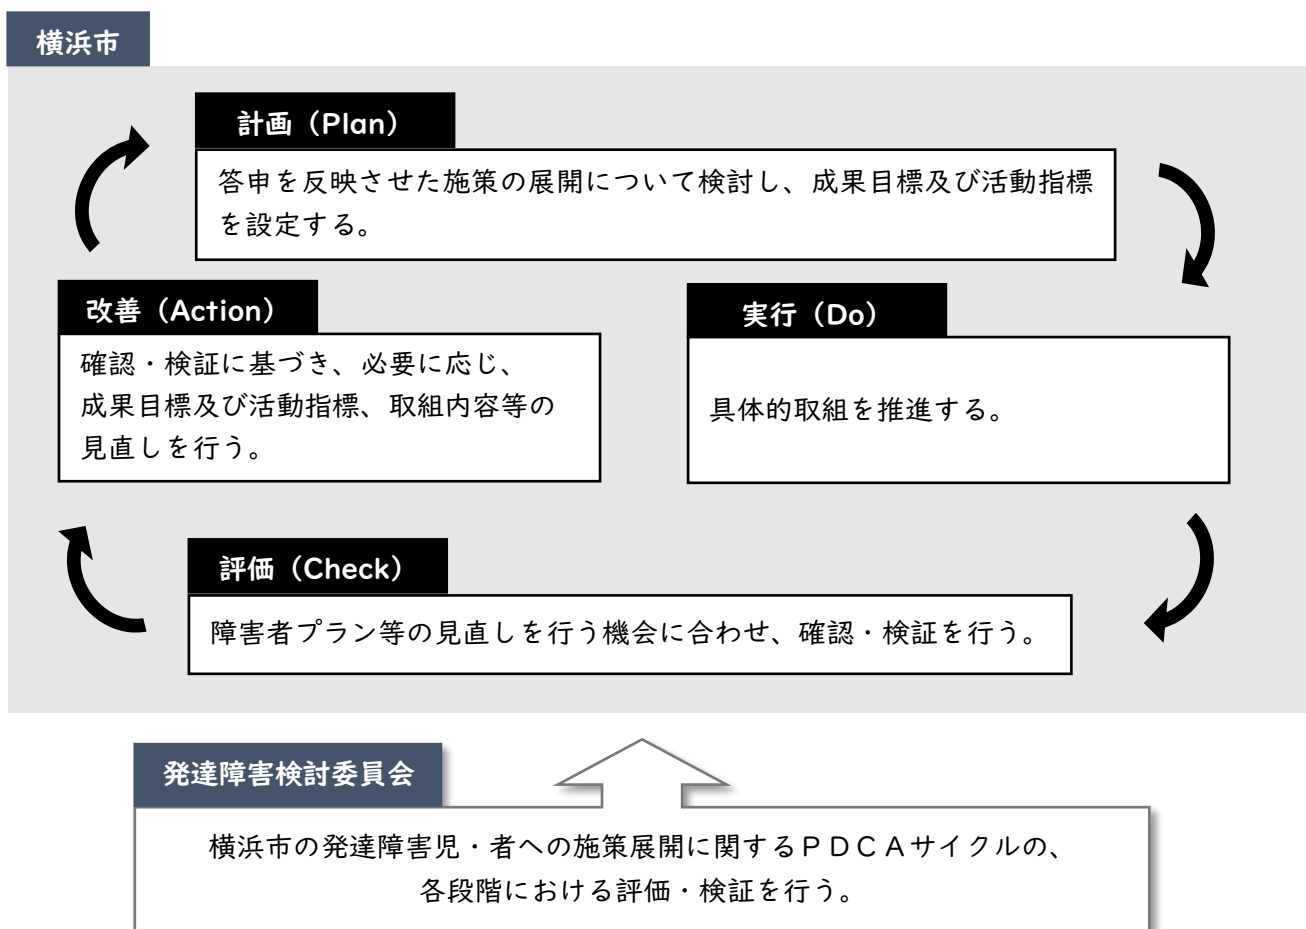 横浜市
計画（Plan）
答申を反映させた施策の展開について検討し、成果目標及び活動指標
を設定する。
改善（Action）
確認・検証に基づき、必要に応じ、
成果目標及び活動指標、取組内容等の
見直しを行う。
実行（Do）
具体的取組を推進する。
評価（Check）
障害者プラン等の見直しを行う機会に合わせ、確認・検証を行う。
発達障害検討委員会
横浜市の発達障害児・者への施策展開に関するＰＤＣＡサイクルの、
各段階における評価・検証を行う。